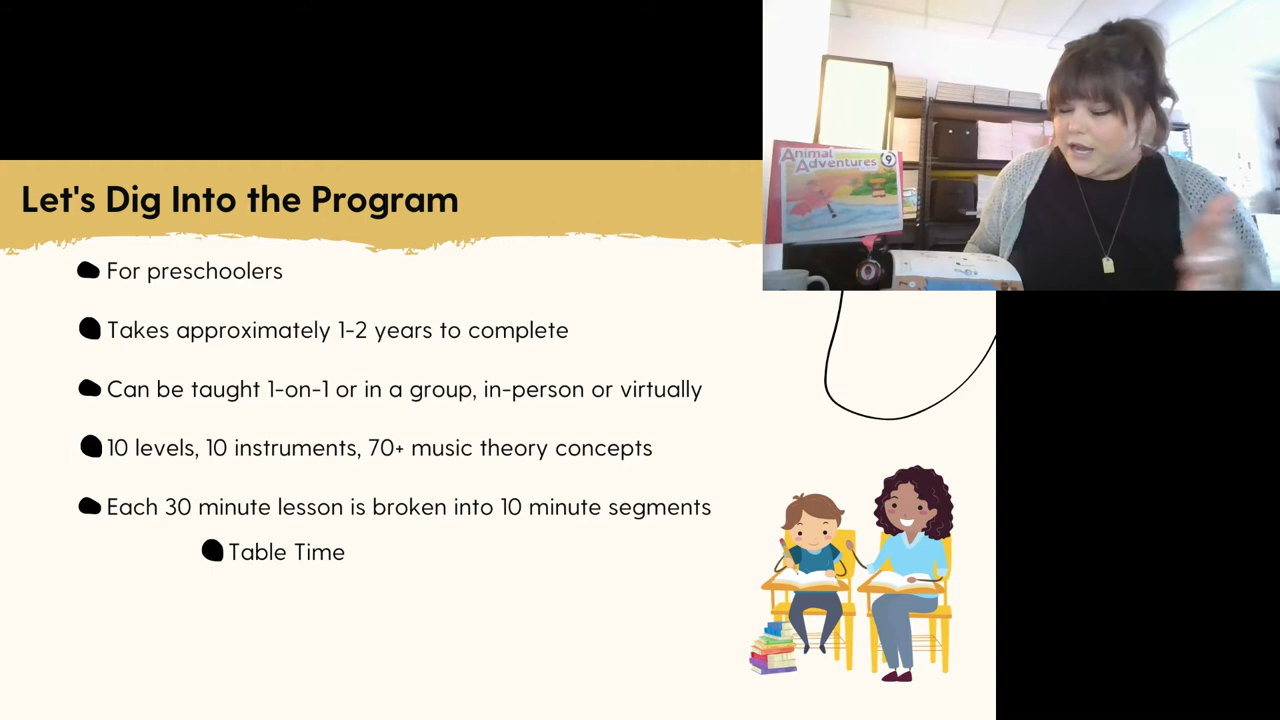 Let's Dig Into the Program
For preschoolers
Takes approximately 1-2 years to complete
Can be taught 1-on-1 or in a group, in-person or virtually
10 levels, 10 instruments, 70+ music theory concepts
Each 30 minute lesson is broken into 10 minute segments
Table Time
Animal
Adventures
9